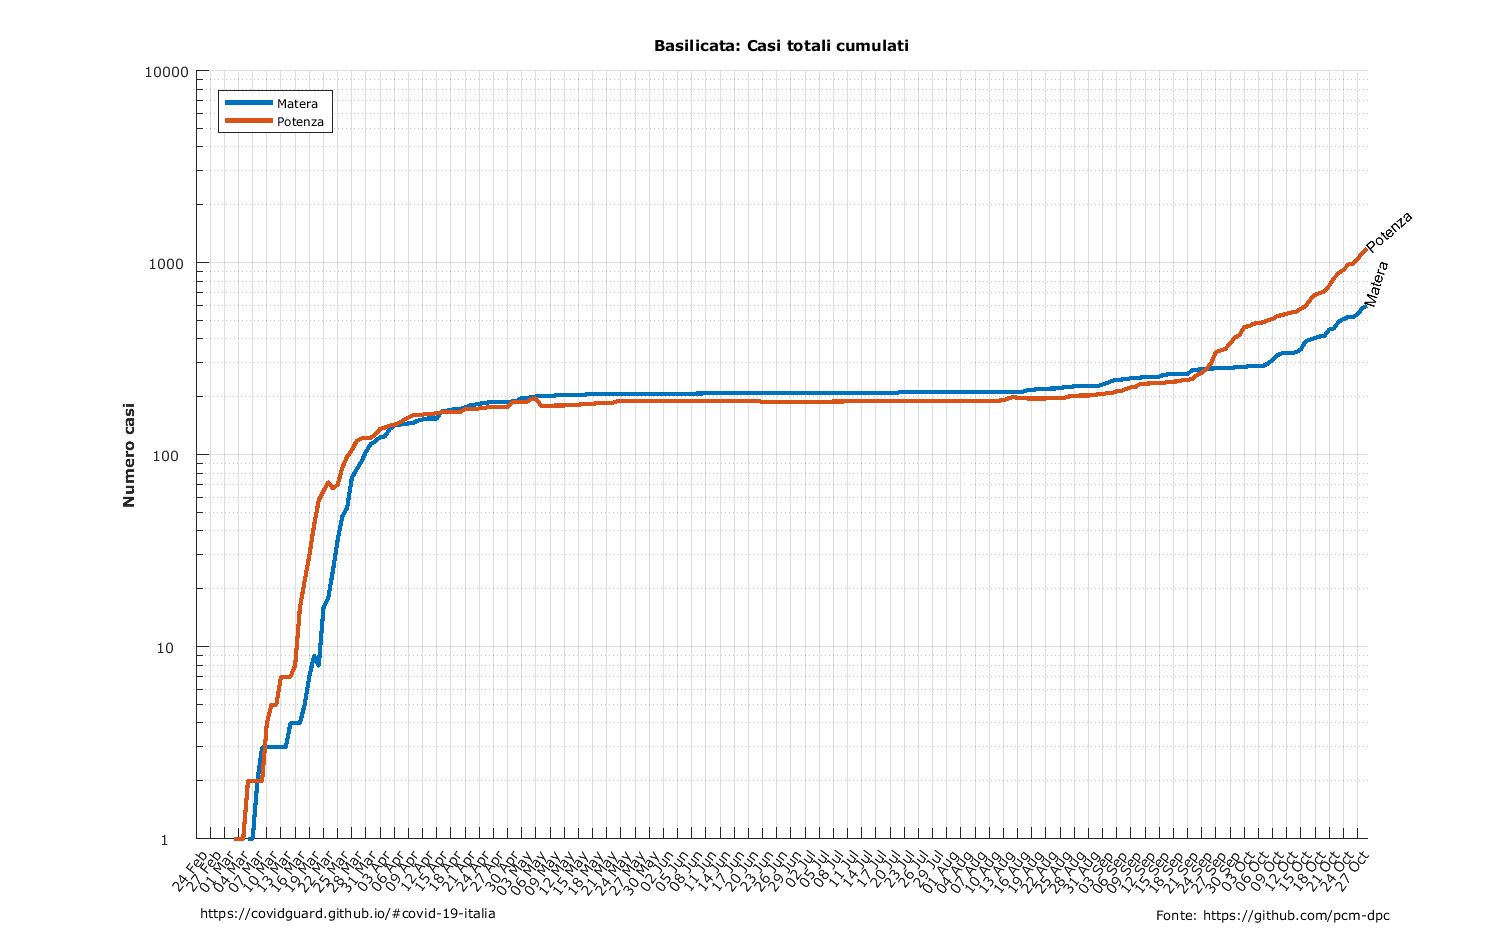 Basilicata: Casi totali cumulati
10000
1000
100
10
1
Numero casi
Matera
Potenza
Potenza
Matera
24 Feb
27 Feb
01 Mar
04 Mar
07 Mar
10 Mar
13 Mar
16 Mar
19 Mar
22 Mar
25 Mar
28 Mar
31 Mar
03 Apr
06 Apr
09 Apr
12 Apr
15 Apr
18 Apr
21 Apr
24 Apr
27 Apr
30 Apr
03 May
06 May
09 May
12 May
15 May
18 May
21 May
24 May
27 May
30 May
02 Jun
05 Jun
08 Jun
11 Jun
14 Jun
17 Jun
20 Jun
23 Jun
26 Jun
29 Jun
02 Jul
05 Jul
08 Jul
11 Jul
14 Jul
17 Jul
20 Jul
23 Jul
26 Jul
29 Jul
01 Aug
04 Aug
07 Aug
10 Aug
13 Aug
16 Aug
19 Aug
22 Aug
25 Aug
28 Aug
31 Aug
03 Sep
06 Sep
09 Sep
12 Sep
15 Sep
18 Sep
21 Sep
24 Sep
27 Sep
30 Sep
03 Oct
06 Oct
09 Oct
12 Oct
15 Oct
18 Oct
21 Oct
24 Oct
27 Oct
https://covidguard.github.io/#covid-19-italia
Fonte: https://github.com/pcm-dpc